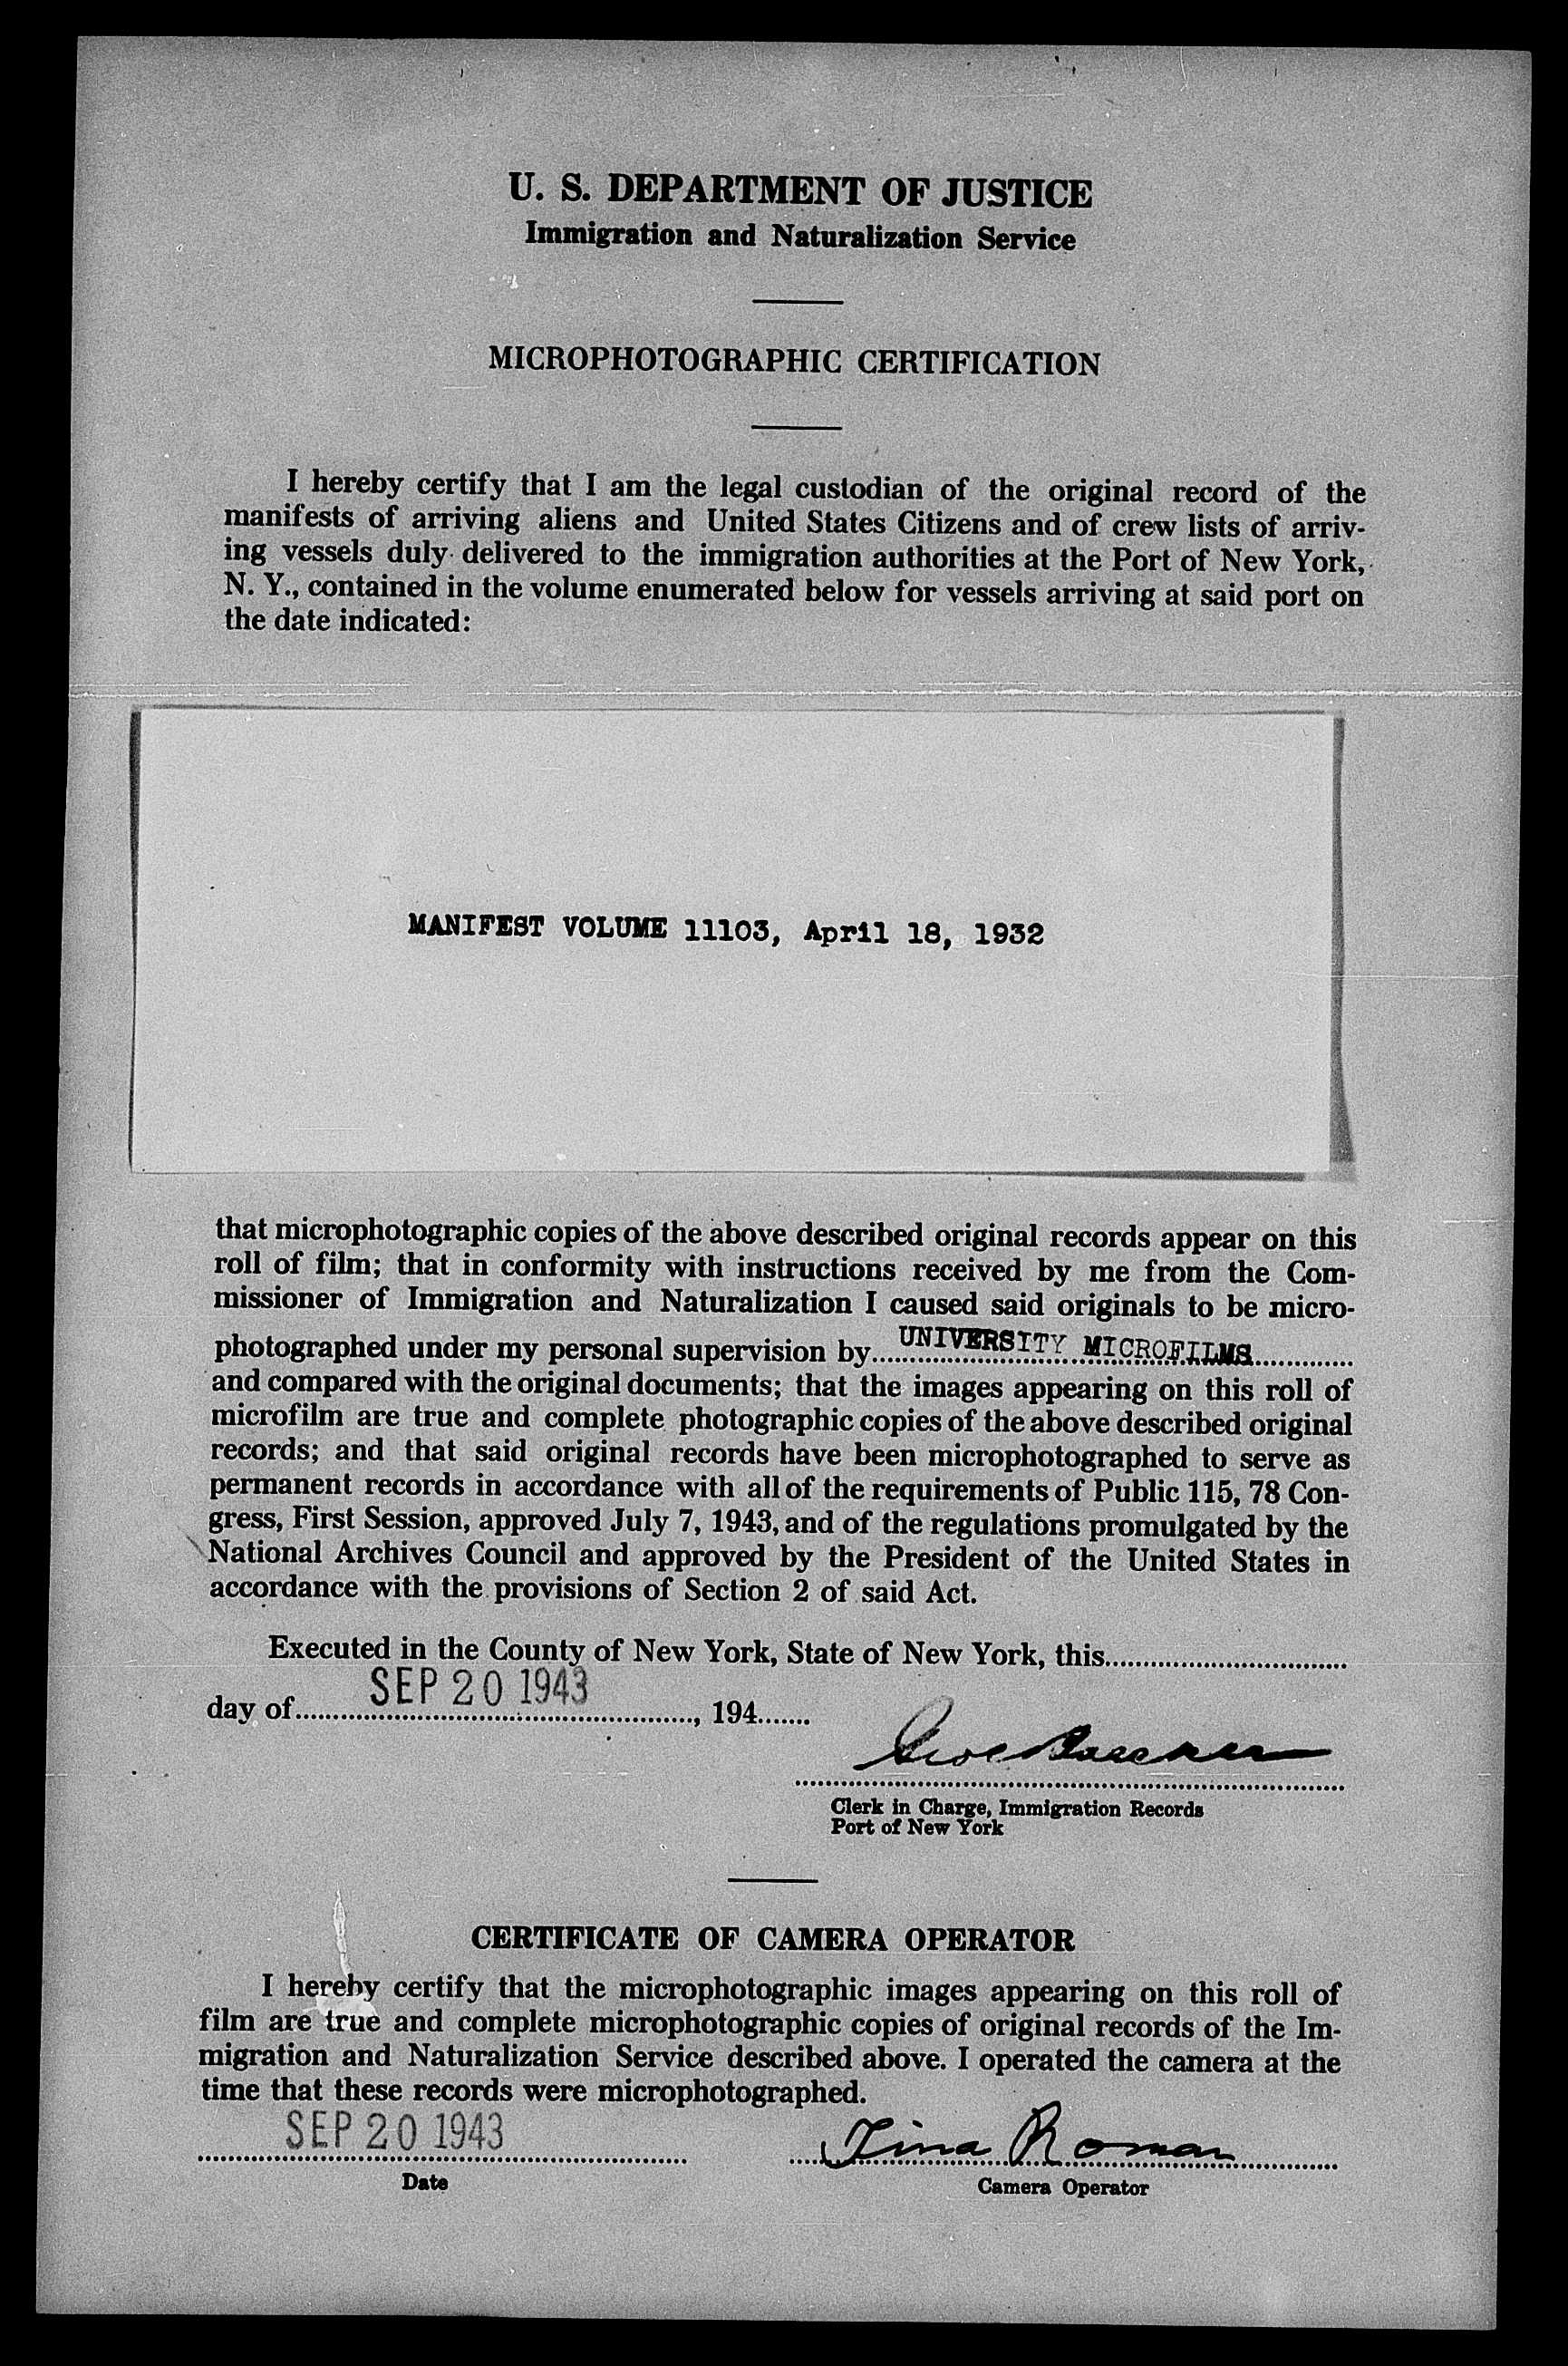 U. S. DEPARTMENT OF JUSTICE
Immigration and Naturalization Service
MICROPHOTOGRAPHIC CERTIFICATION
I hereby certify that I am the legal custodian of the original record of the
manifests of arriving aliens and United States Citizens and of crew lists of arriv-
ing vessels duly delivered to the immigration authorities at the Port of New York,
N. Y., contained in the volume enumerated below for vessels arriving at said port on
the date indicated:
MANIFEST VOLUME 11103, April 18, 1932
that microphotographic copies of the above described original records appear on this
roll of film; that in conformity with instructions received by me from the Com-
missioner of Immigration and Naturalization I caused said originals to be micro-
photographed under my personal supervision by UNIVERSITY MICROFILMS
and compared with the original documents; that the images appearing on this roll of
microfilm are true and complete photographic copies of the above described original
records; and that said original records have been microphotographed to serve as
permanent records in accordance with all of the requirements of Public 115, 78 Con-
gress, First Session, approved July 7, 1943, and of the regulations promulgated by the
National Archives Council and approved by the President of the United States in
accordance with the provisions of Section 2 of said Act.
Executed in the County of New York, State of New York, this
day of SEP 20 1943, 194
Clerk in Charge, Immigration Records
Port of New York
CERTIFICATE OF CAMERA OPERATOR
I hereby certify that the microphotographic images appearing on this roll of
film are true and complete microphotographic copies of original records of the Im-
migration and Naturalization Service described above. I operated the camera at the
time that these records were microphotographed.
SEP 20 1943 Tina Roman
Date Camera Operator